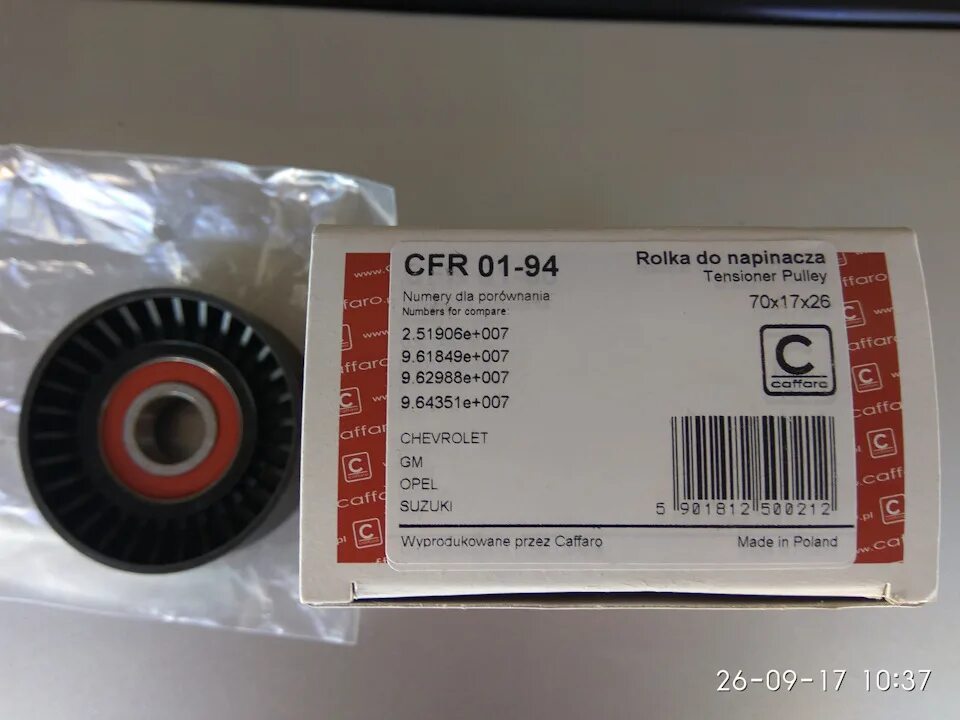 CFR 01-94
Rolka do napinacza
Tensioner Pulley
70x17x26
Numery dla porównania
Numbers for compare:
2.51906e+007
9.61849e+007
9.62988e+007
9.64351e+007
C
caffaro
CHEVROLET
GM
OPEL
SUZUKI
5 901812 500212
Wyprodukowane przez Caffaro
Made in Poland
26-09-17 10:37